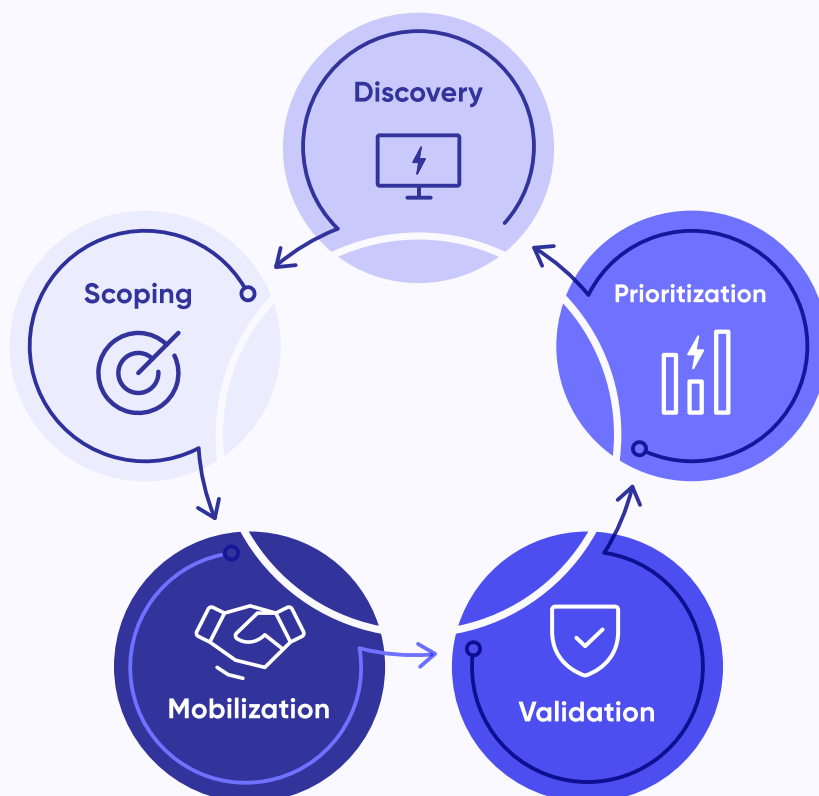 Discovery
Scoping
Prioritization
Mobilization
Validation